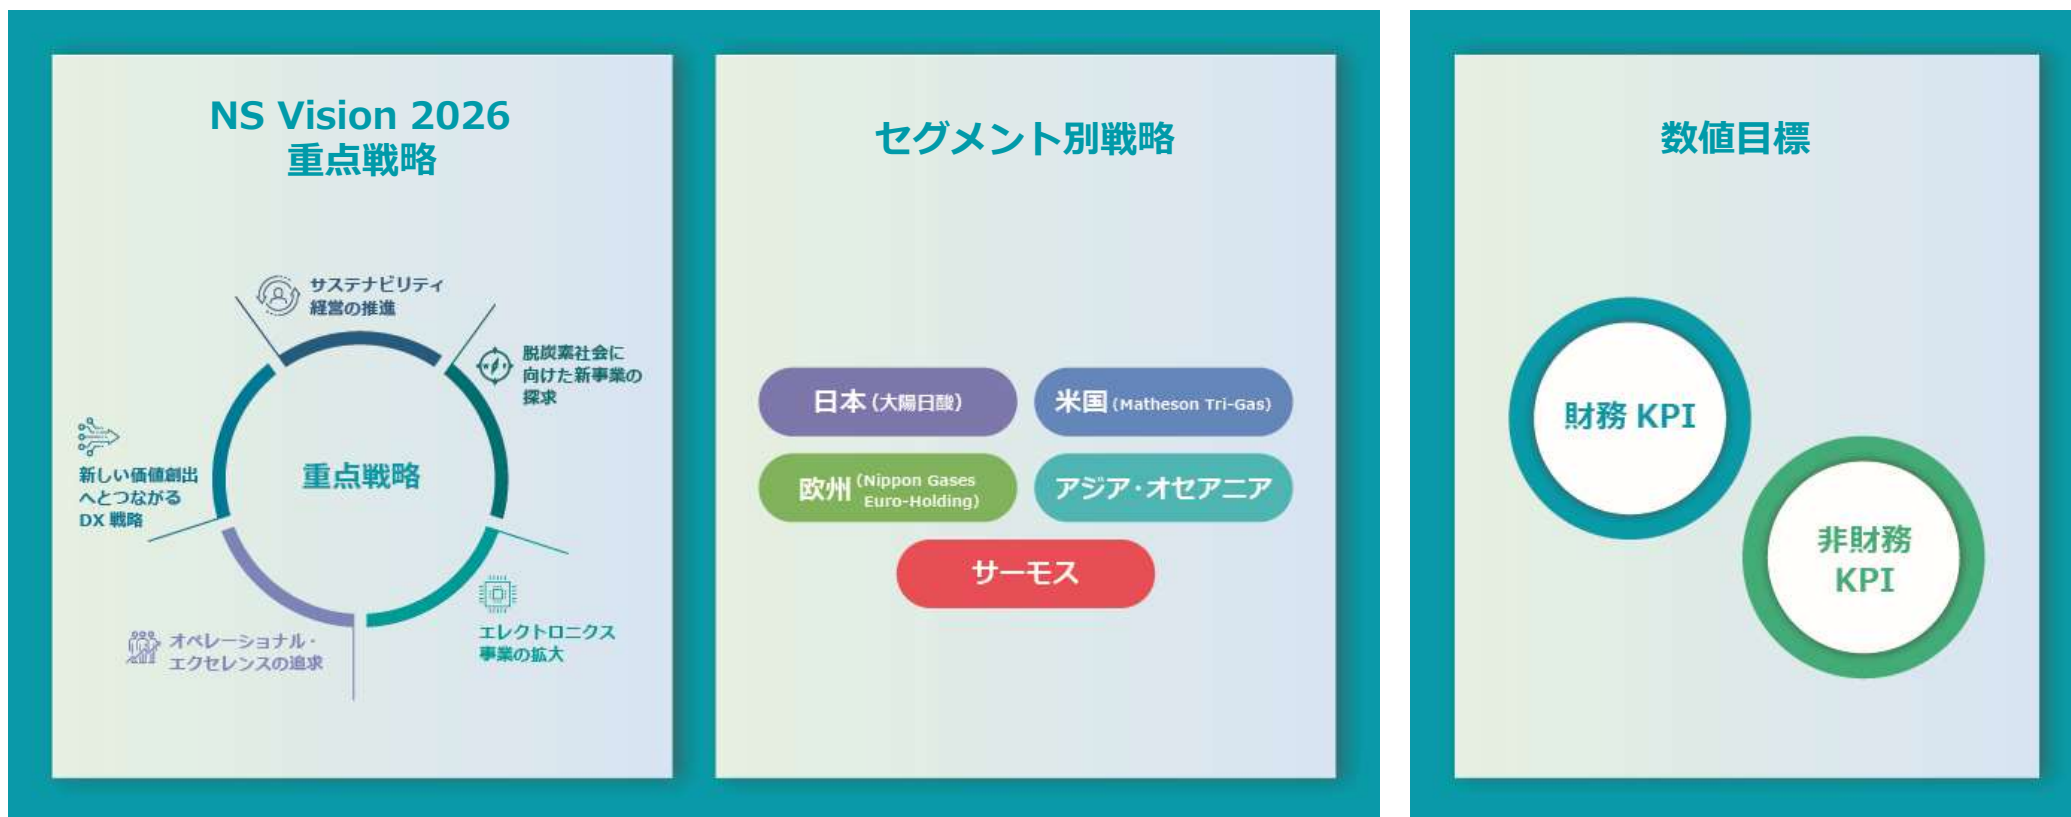 NS Vision 2026
重点戦略
サステナビリティ
経営の推進
脱炭素社会に
向けた新事業の
探求
新しい価値創出
へとつながる
DX 戦略
重点戦略
エレクトロニクス
事業の拡大
オペレーショナル・
エクセレンスの追求
セグメント別戦略
日本(大陽日酸)
米国(Matheson Tri-Gas)
欧州(Nippon Gases
Euro-Holding)
アジア・オセアニア
サーモス
数値目標
財務 KPI
非財務
KPI